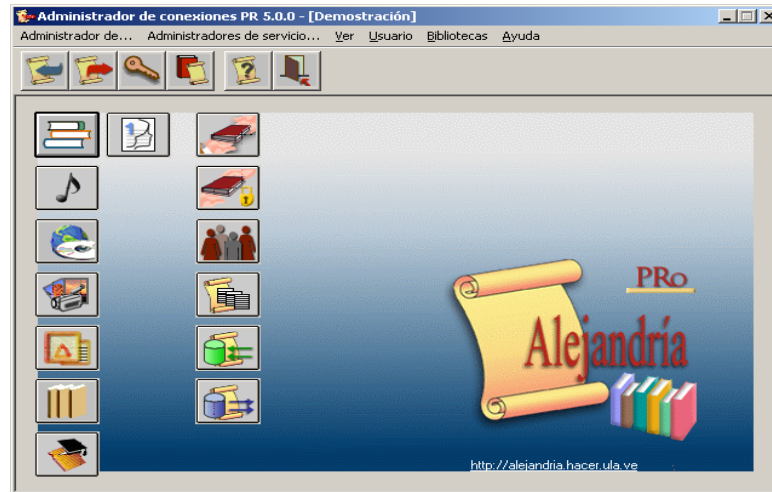 Administrador de conexiones PR 5.0.0 - [Demostración]
Administrador de... Administradores de servicio... Ver Usuario Bibliotecas Ayuda
PRo
Alejandría
http://alejandria.hacer.ula.ve